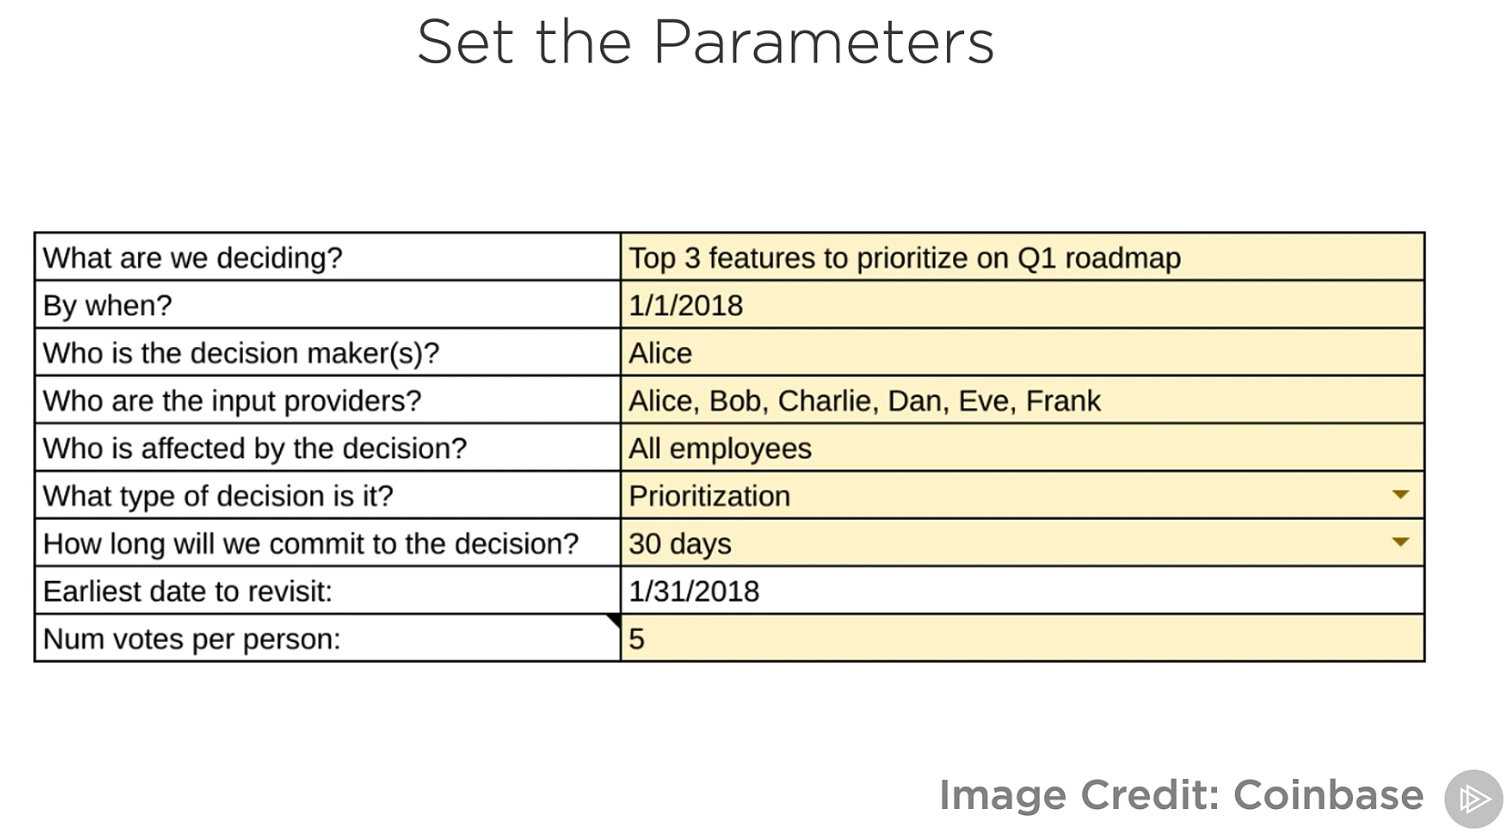 Set the Parameters
What are we deciding? Top 3 features to prioritize on Q1 roadmap
By when? 1/1/2018
Who is the decision maker(s)? Alice
Who are the input providers? Alice, Bob, Charlie, Dan, Eve, Frank
Who is affected by the decision? All employees
What type of decision is it? Prioritization
How long will we commit to the decision? 30 days
Earliest date to revisit: 1/31/2018
Num votes per person: 5
Image Credit: Coinbase